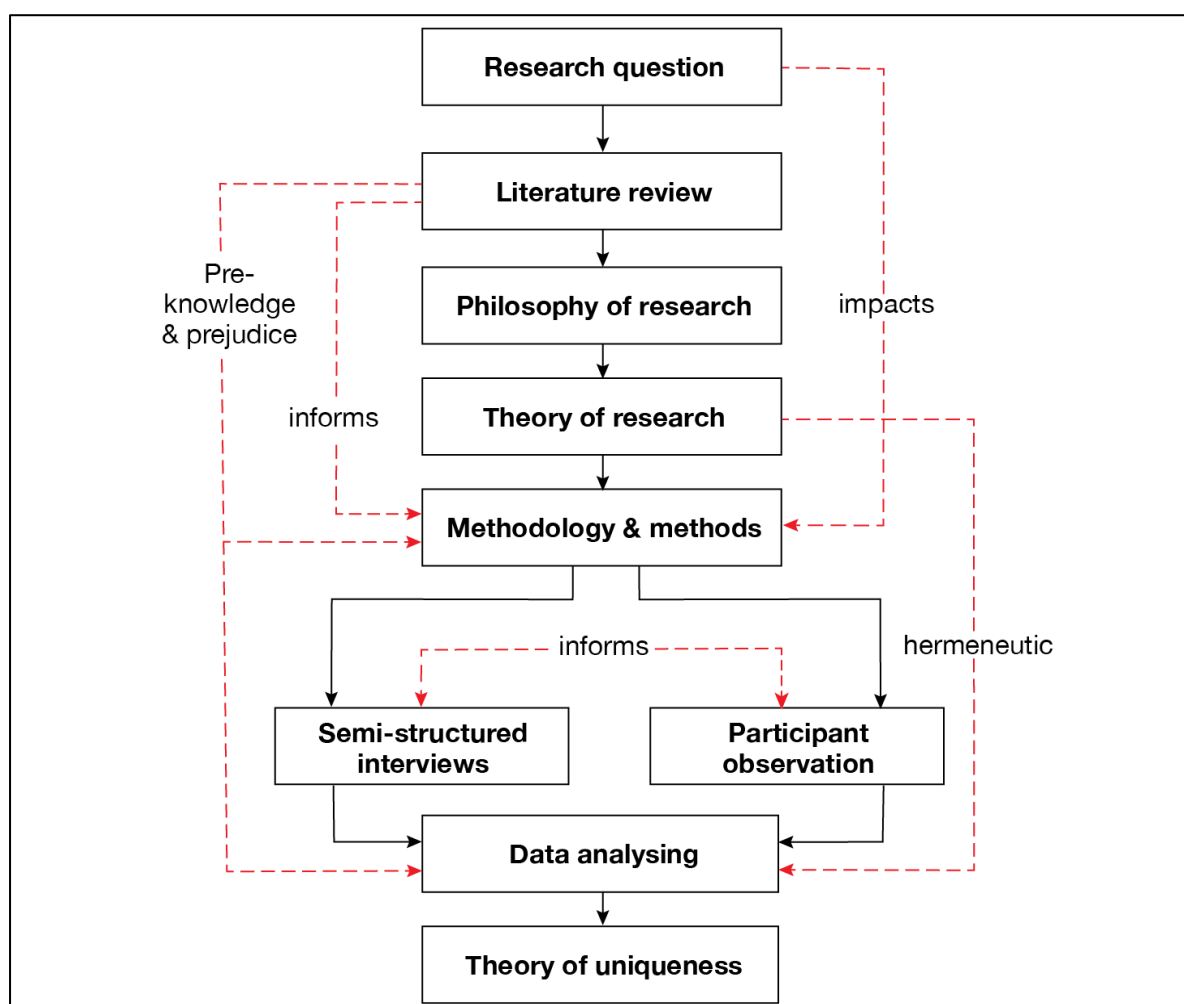 Research question
Literature review
Pre-
knowledge
& prejudice
Philosophy of research
impacts
informs
Theory of research
Methodology & methods
informs
hermeneutic
Semi-structured
interviews
Participant
observation
Data analysing
Theory of uniqueness